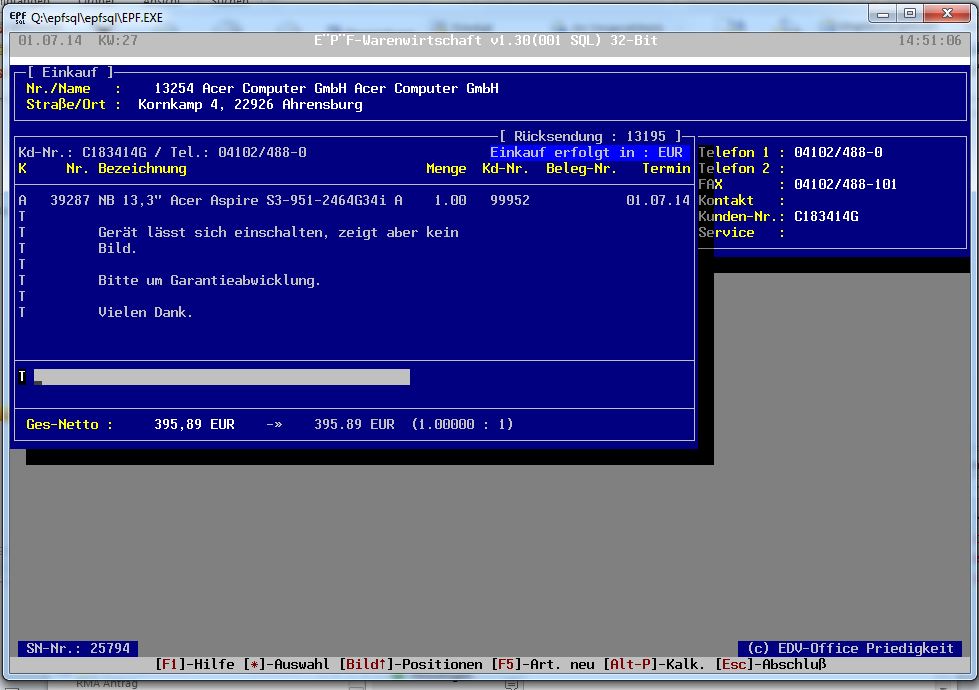 EPF SQL Q:\epfsql\epfsql\EPF.EXE
01.07.14 KW:27 E¨P¨F-Warenwirtschaft v1.30(001 SQL) 32-Bit 14:51:06
[ Einkauf ]
Nr./Name : 13254 Acer Computer GmbH Acer Computer GmbH
Straße/Ort : Kornkamp 4, 22926 Ahrensburg
[ Rücksendung : 13195 ]
Kd-Nr.: C183414G / Tel.: 04102/488-0 Einkauf erfolgt in : EUR
K Nr. Bezeichnung Menge Kd-Nr. Beleg-Nr. Termin
A 39287 NB 13,3" Acer Aspire S3-951-2464G34i A 1.00 99952 01.07.14
T
T Gerät lässt sich einschalten, zeigt aber kein
T Bild.
T
T Bitte um Garantieabwicklung.
T
T Vielen Dank.
T
Ges-Netto : 395,89 EUR -» 395.89 EUR (1.00000 : 1)
Telefon 1 : 04102/488-0
Telefon 2 :
FAX : 04102/488-101
Kontakt :
Kunden-Nr.: C183414G
Service :
SN-Nr.: 25794 (c) EDV-Office Priedigkeit
[F1]-Hilfe [*]-Auswahl [Bild↑]-Positionen [F5]-Art. neu [Alt-P]-Kalk. [Esc]-Abschluß
RMA Antrag